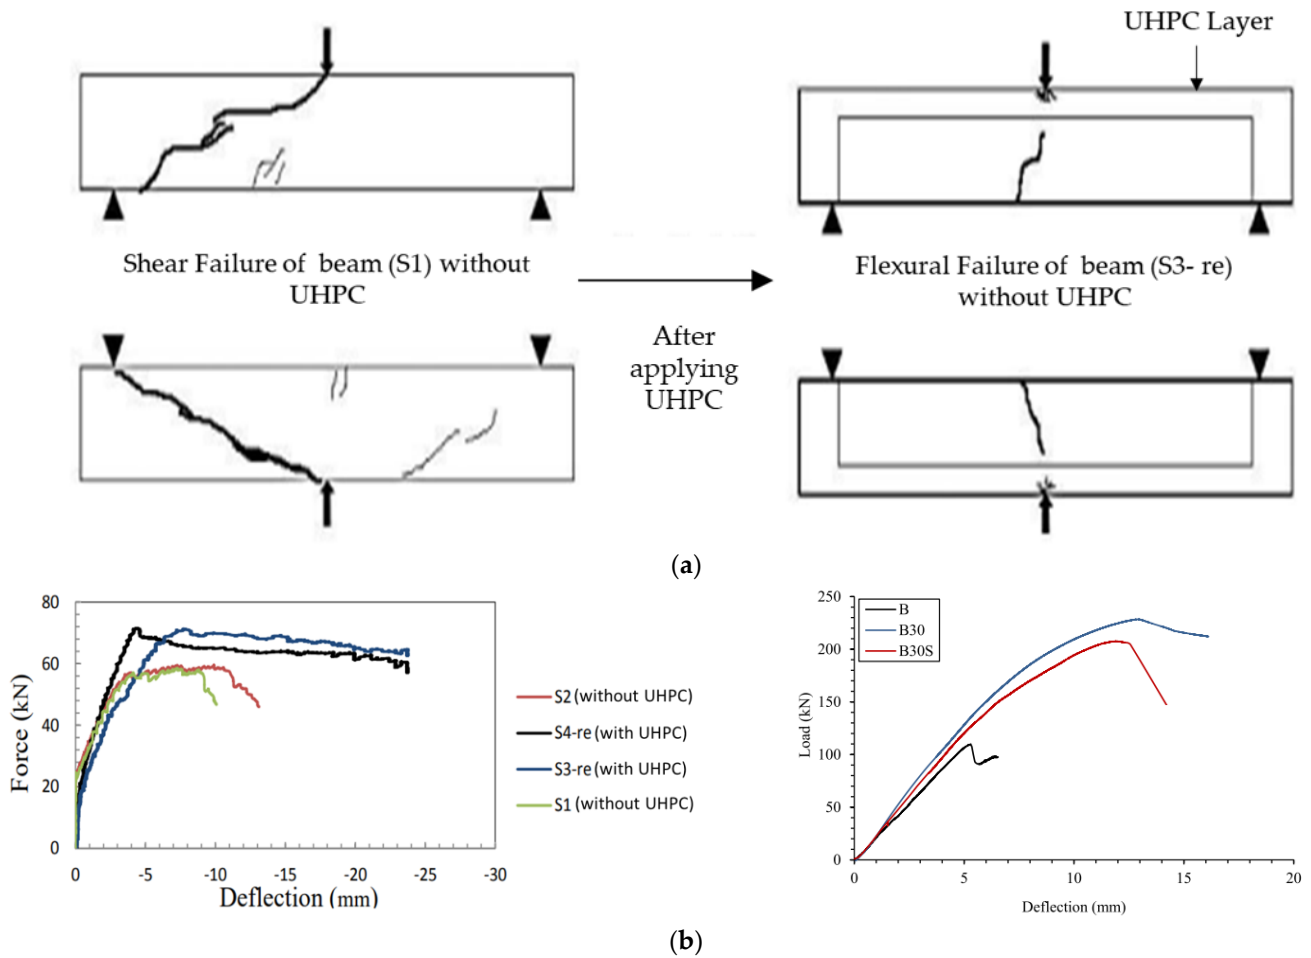 UHPC Layer
Shear Failure of beam (S1) without
UHPC
After
applying
UHPC
Flexural Failure of beam (S3- re)
without UHPC
(a)
80
60
40
20
0
0
-5
-10
-15
-20
-25
-30
Force (kN)
Deflection (mm)
S2 (without UHPC)
S4-re (with UHPC)
S3-re (with UHPC)
S1 (without UHPC)
250
200
150
100
50
0
0
5
10
15
20
Load (kN)
Deflection (mm)
B
B30
B30S
(b)